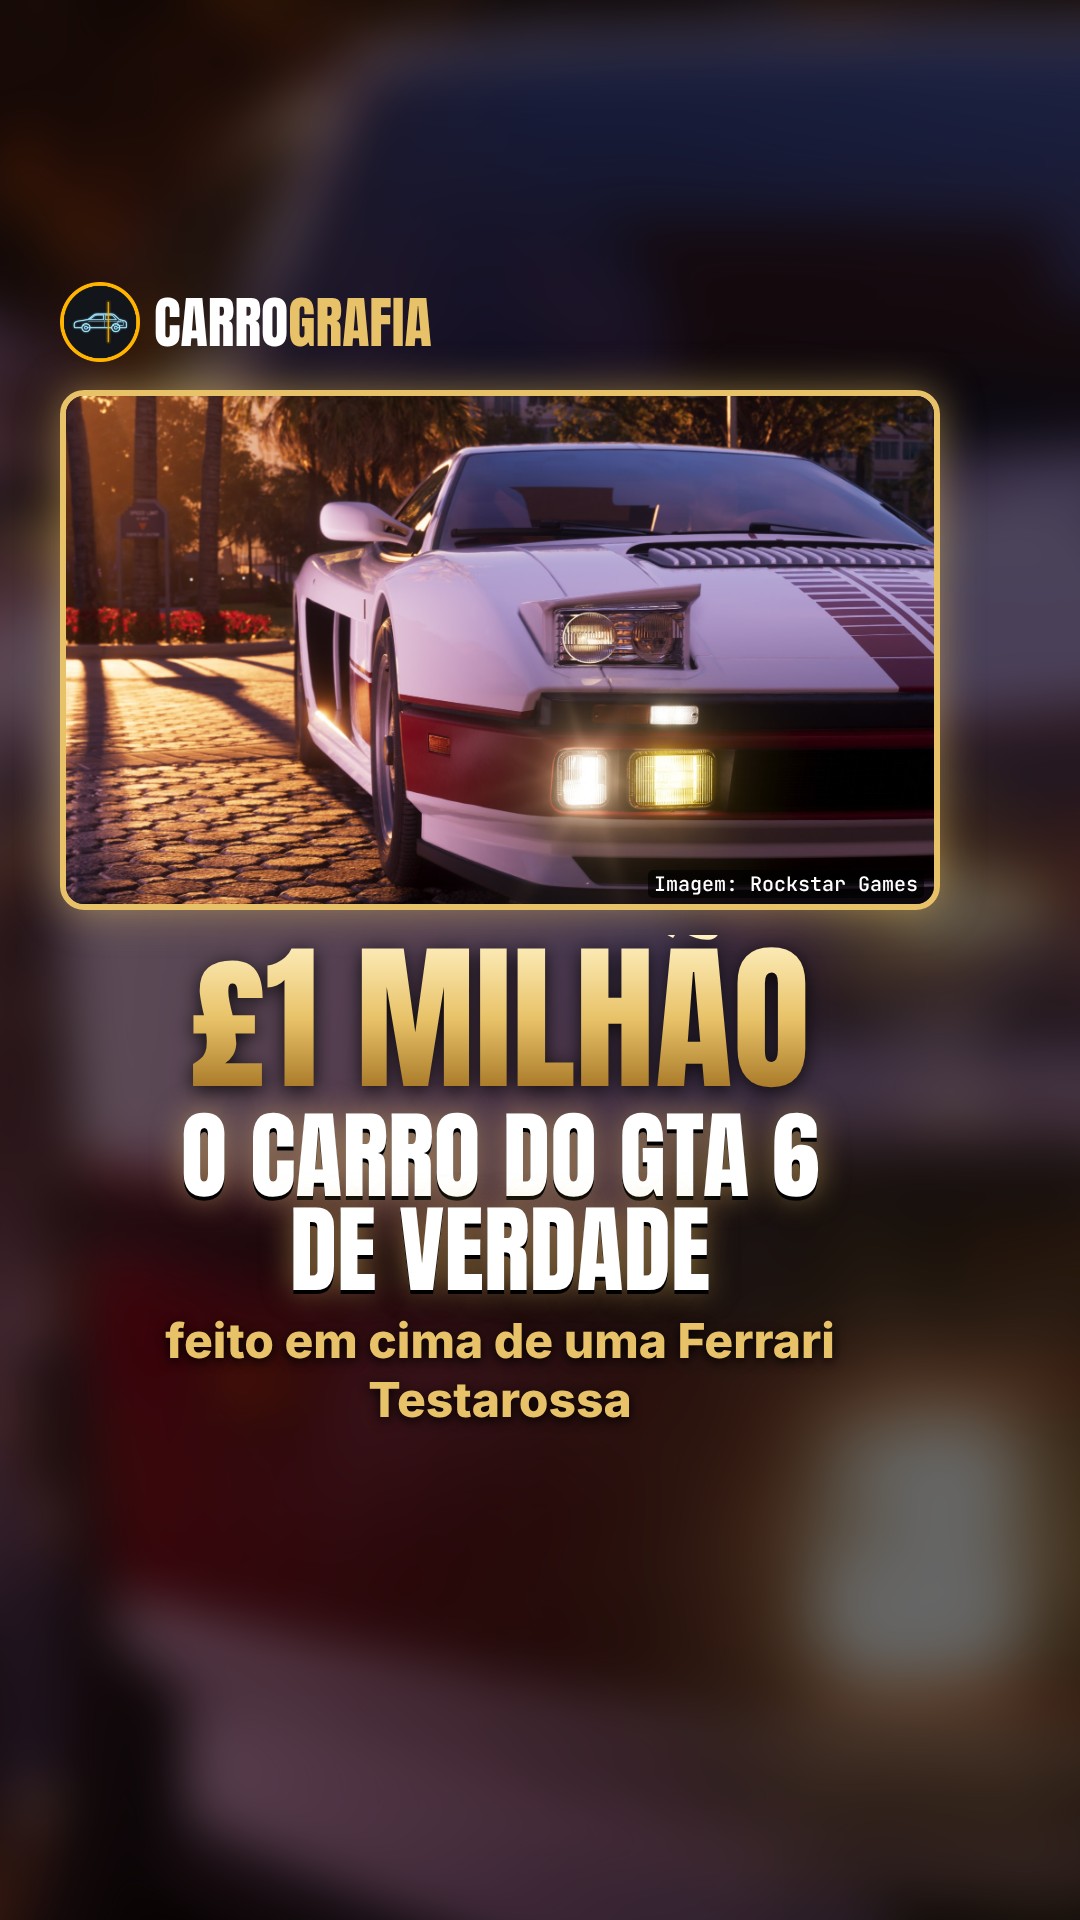 CARROGRAFIA
Imagem: Rockstar Games
£1 MILHÃO
O CARRO DO GTA 6
DE VERDADE
feito em cima de uma Ferrari
Testarossa